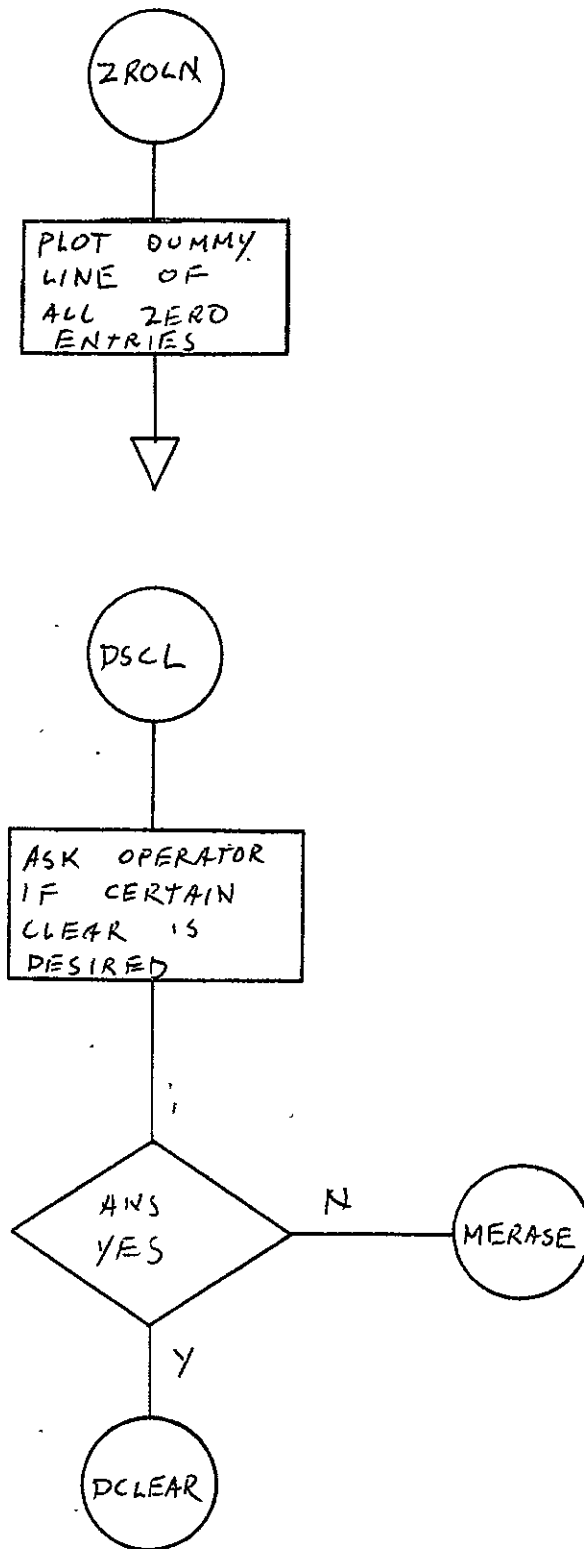 ZROLN
PLOT DUMMY
LINE OF
ALL ZERO
ENTRIES
DSCL
ASK OPERATOR
IF CERTAIN
CLEAR IS
DESIRED
ANS
YES
N
MERASE
Y
DCLEAR